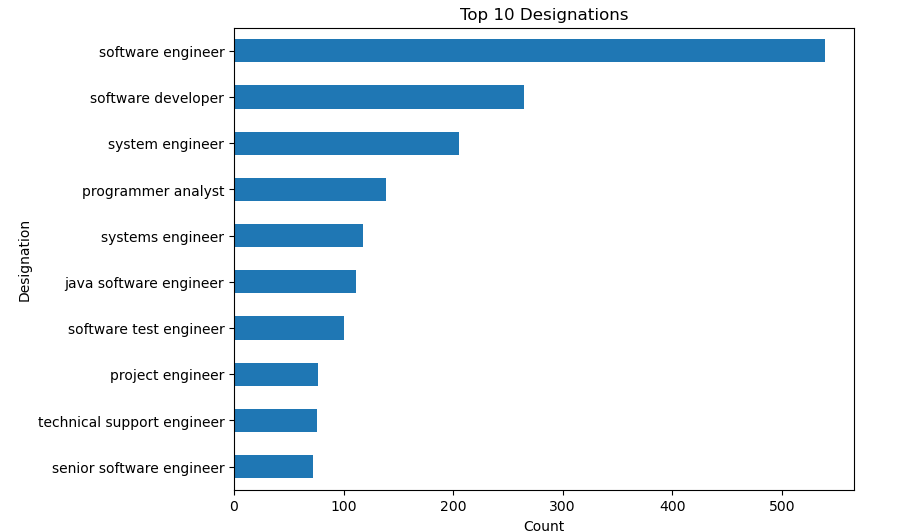 Top 10 Designations
software engineer
software developer
system engineer
programmer analyst
systems engineer
java software engineer
software test engineer
project engineer
technical support engineer
senior software engineer
Designation
0 100 200 300 400 500
Count